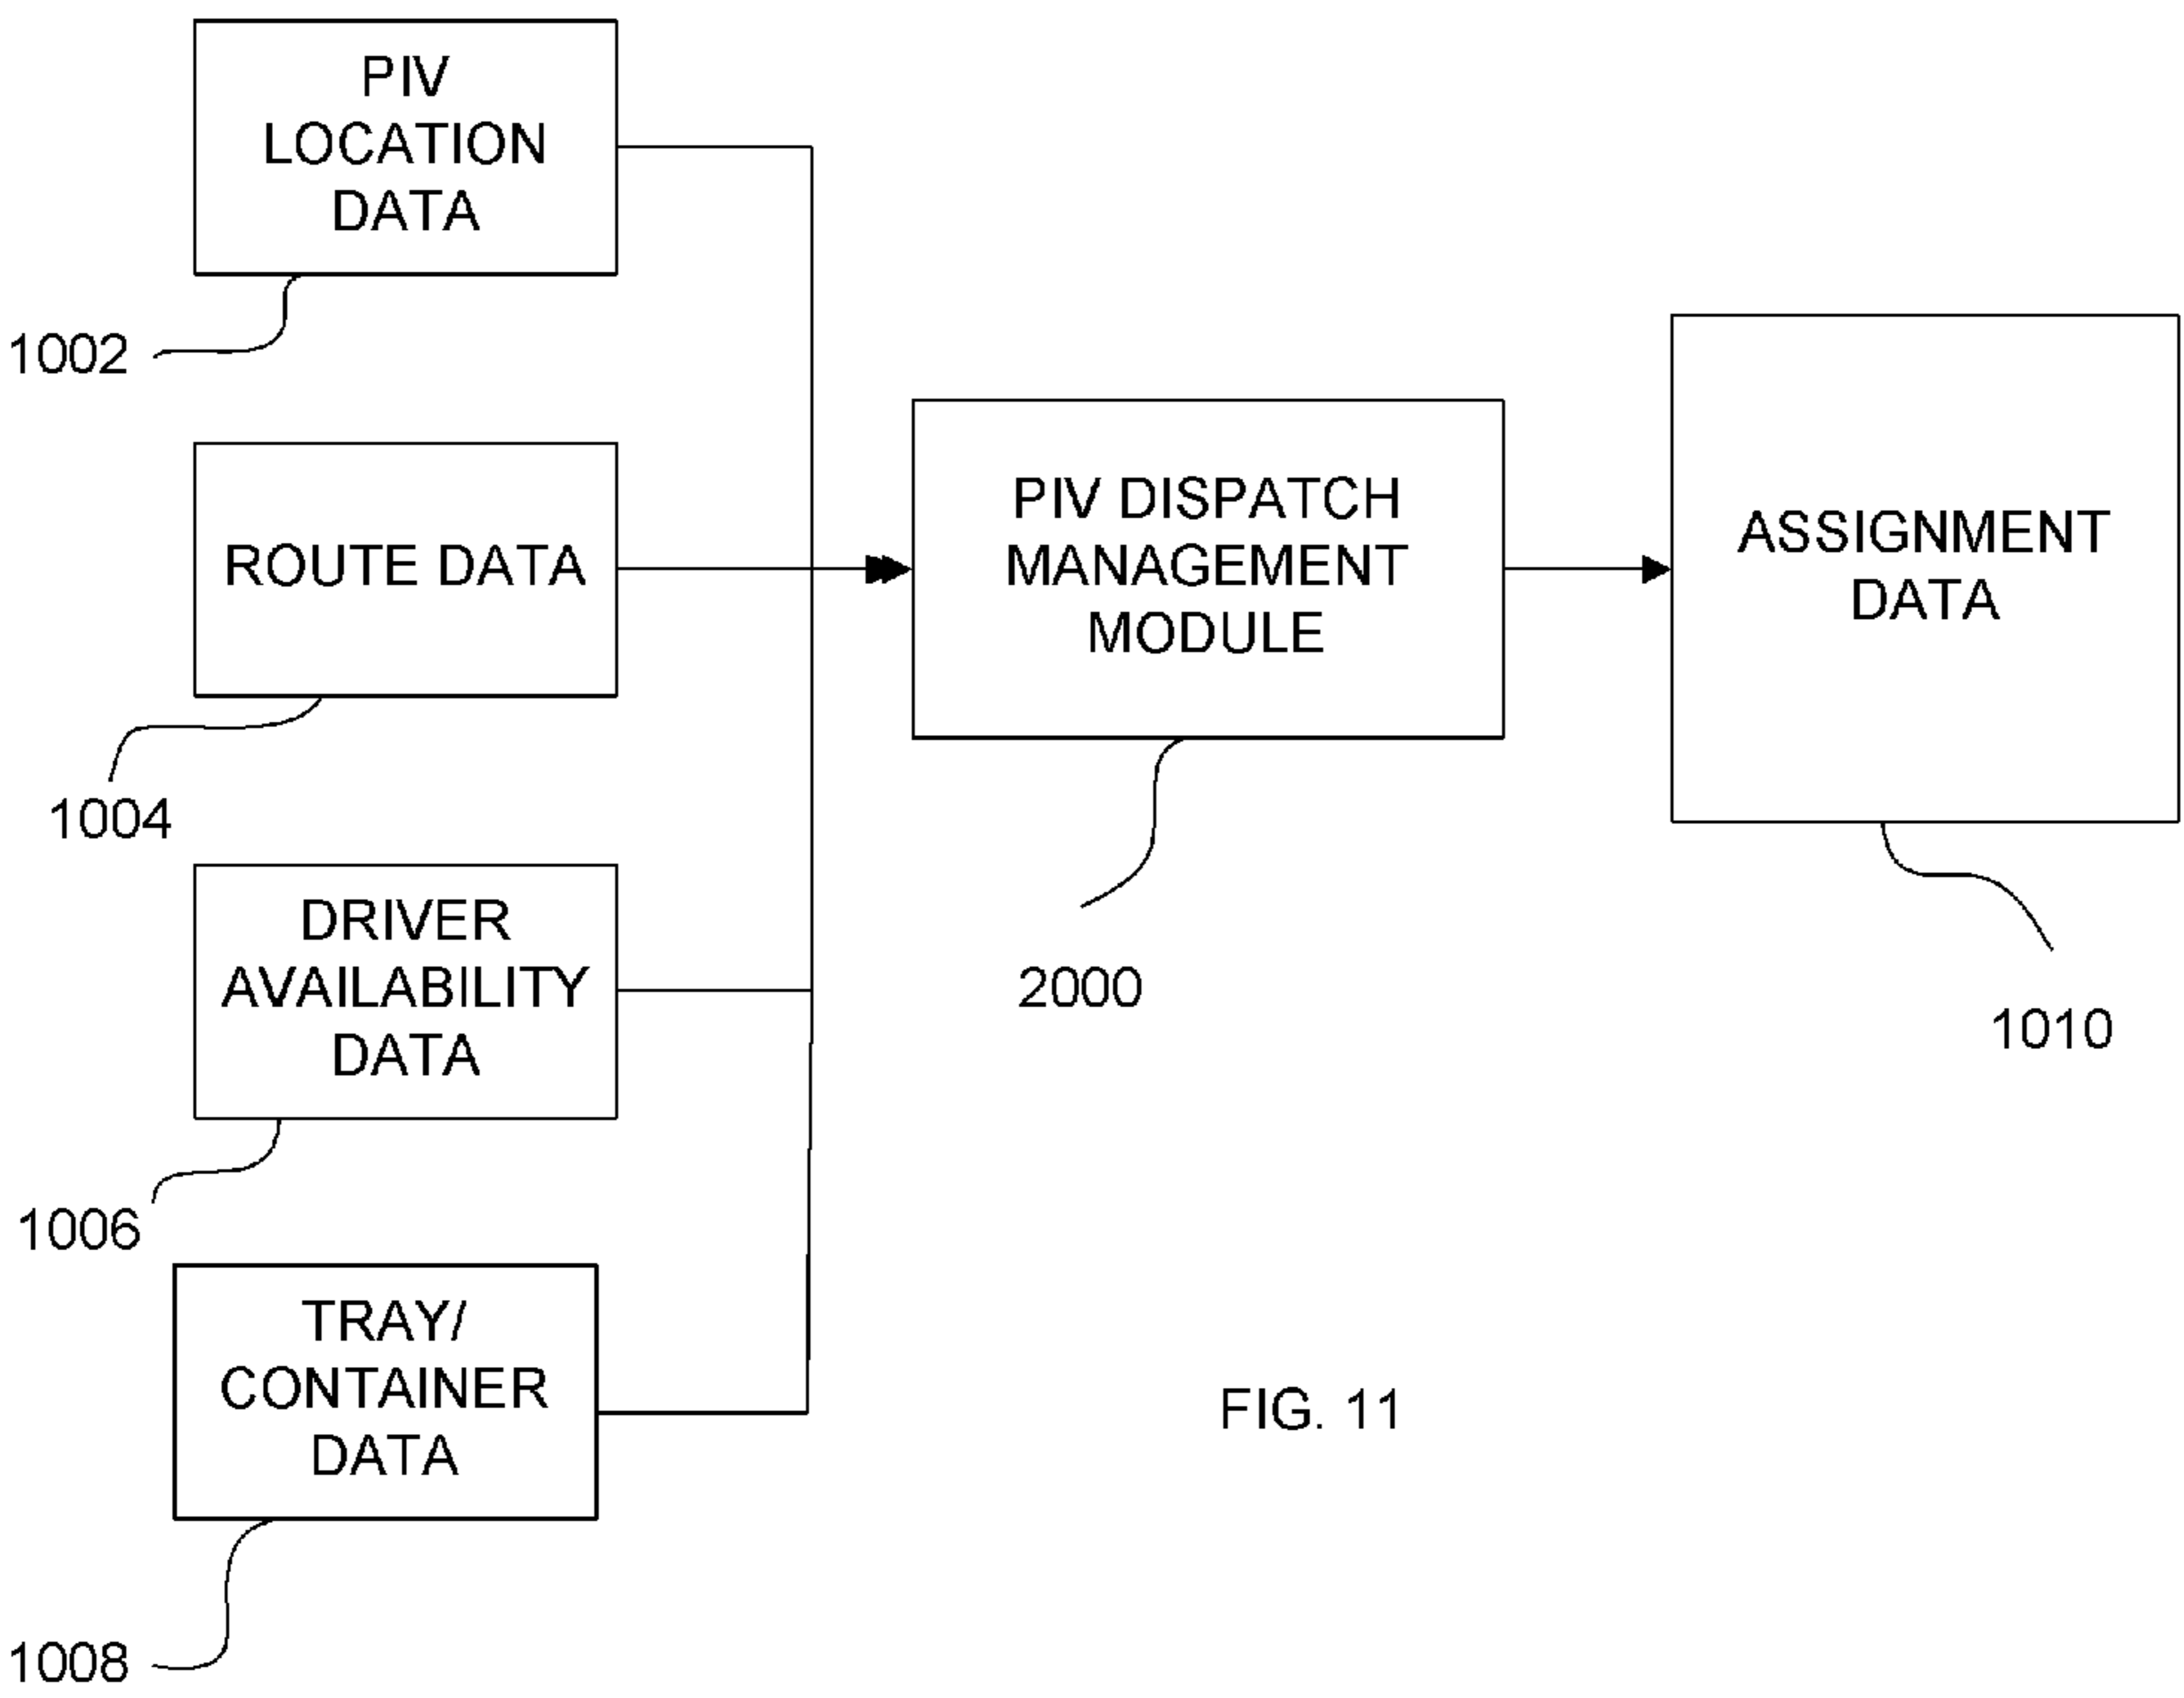 PIV
LOCATION
DATA
1002
ROUTE DATA
1004
DRIVER
AVAILABILITY
DATA
1006
TRAY/
CONTAINER
DATA
1008
PIV DISPATCH
MANAGEMENT
MODULE
2000
ASSIGNMENT
DATA
1010
FIG. 11